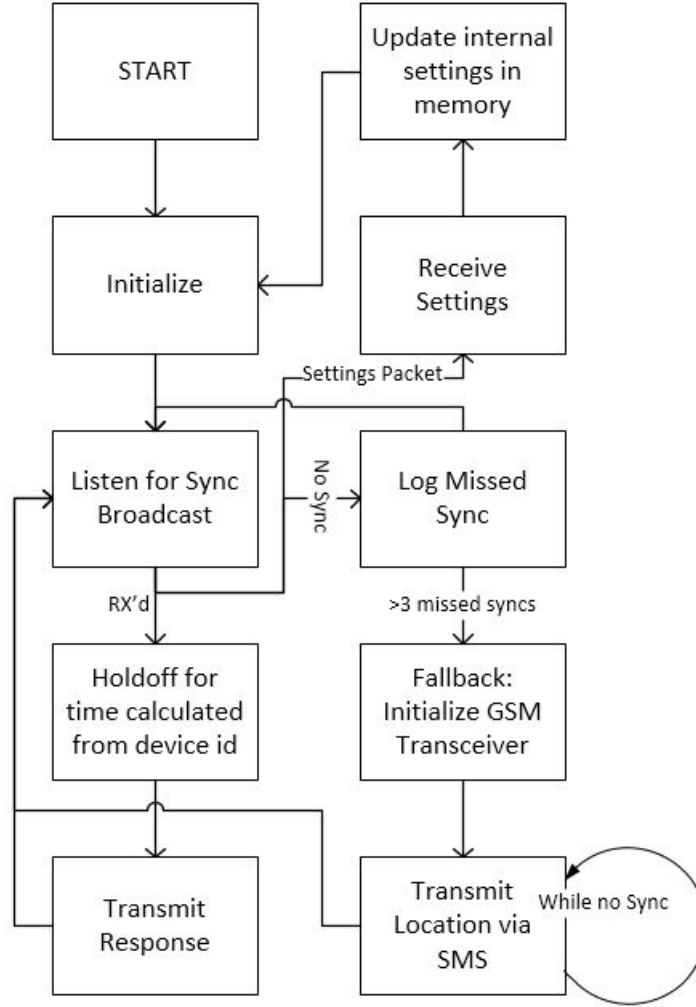 START
Update internal
settings in
memory
Initialize
Receive
Settings
Settings Packet
Listen for Sync
Broadcast
No Sync
Log Missed
Sync
RX'd
>3 missed syncs
Holdoff for
time calculated
from device id
Fallback:
Initialize GSM
Transceiver
Transmit
Response
Transmit
Location via
SMS
While no Sync